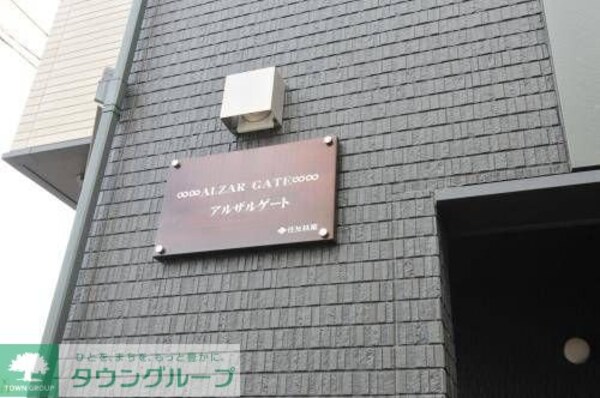 ∞∞ALZAR GATE∞∞
アルザルゲート
住友林業
ひとを、まちを、もっと豊かに。
タウングループ
TOWN GROUP